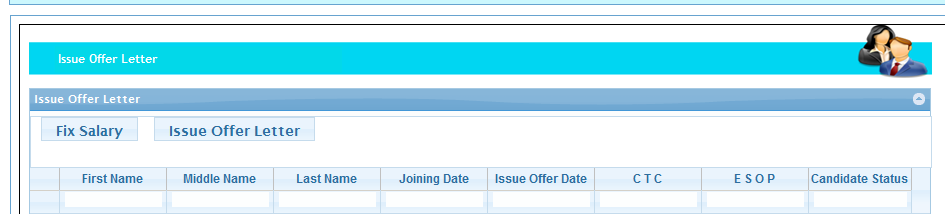 Issue Offer Letter
Issue Offer Letter
Fix Salary Issue Offer Letter
First Name Middle Name Last Name Joining Date Issue Offer Date C T C E S O P Candidate Status